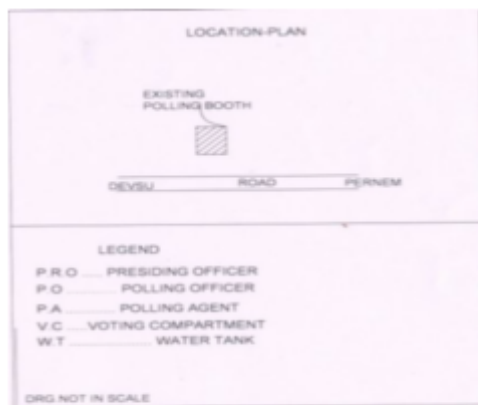 LOCATION-PLAN
EXISTING
POLLING BOOTH
DEVSU ROAD PERNEM
LEGEND
P.R.O ..... PRESIDING OFFICER
P.O .............. POLLING OFFICER
P.A .............. POLLING AGENT
V.C .....VOTING COMPARTMENT
W.T ..................... WATER TANK
DRG.NOT IN SCALE